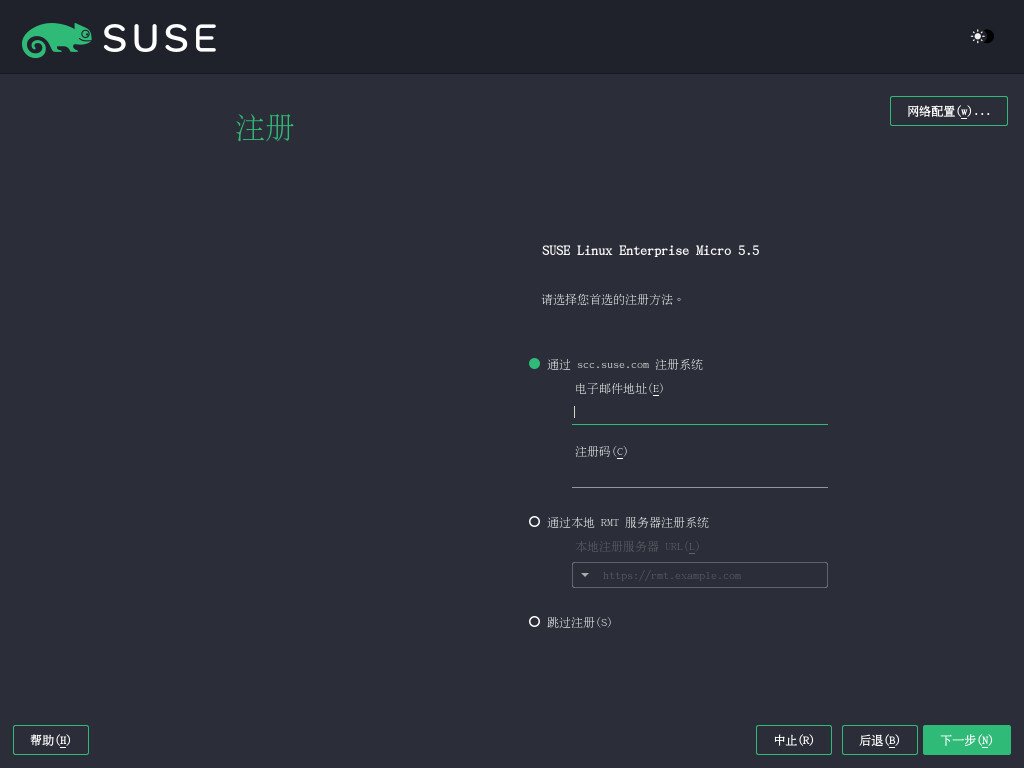 SUSE
网络配置(w)...
注册
SUSE Linux Enterprise Micro 5.5
请选择您首选的注册方法。
通过 scc.suse.com 注册系统
电子邮件地址(E)
注册码(C)
通过本地 RMT 服务器注册系统
本地注册服务器 URL(L)
https://rmt.example.com
跳过注册(S)
帮助(H)
中止(R)
后退(B)
下一步(N)